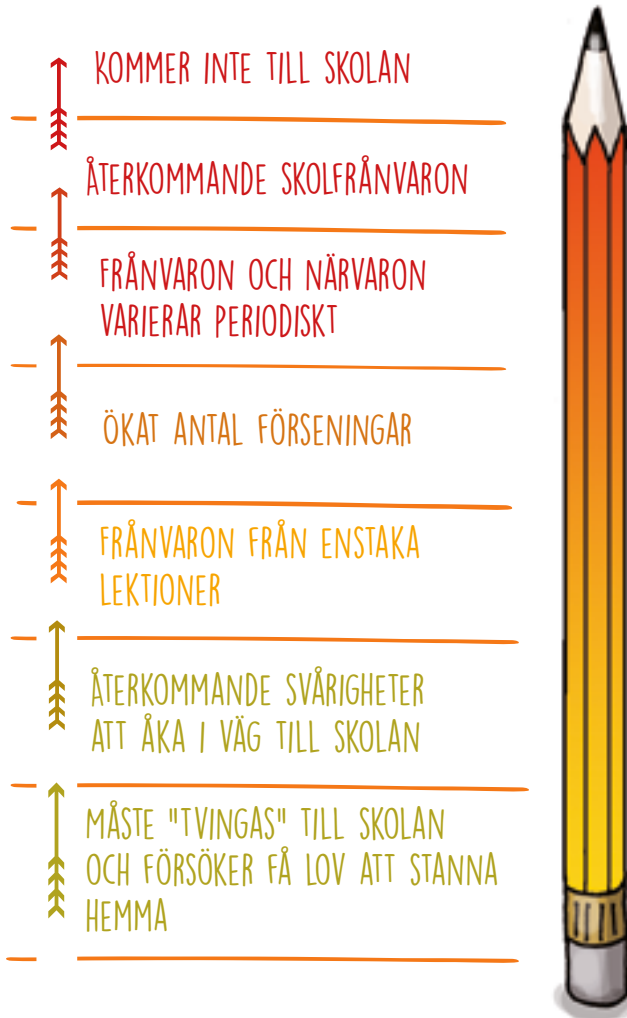 KOMMER INTE TILL SKOLAN
ÅTERKOMMANDE SKOLFRÅNVARON
FRÅNVARON OCH NÄRVARON
VARIERAR PERIODISKT
ÖKAT ANTAL FÖRSENINGAR
FRÅNVARON FRÅN ENSTAKA
LEKTIONER
ÅTERKOMMANDE SVÅRIGHETER
ATT ÅKA I VÄG TILL SKOLAN
MÅSTE "TVINGAS" TILL SKOLAN
OCH FÖRSÖKER FÅ LOV ATT STANNA
HEMMA